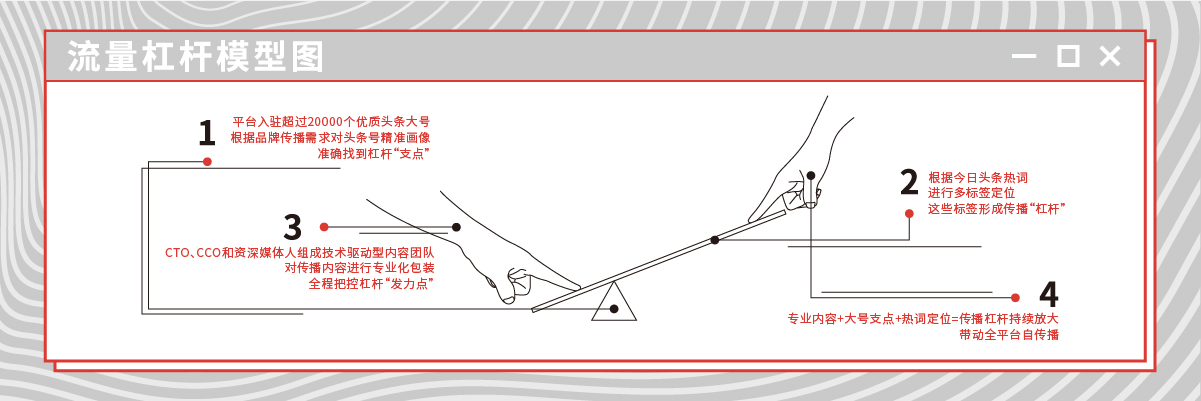 流量杠杆模型图
1
平台入驻超过20000个优质头条大号
根据品牌传播需求对头条号精准画像
准确找到杠杆“支点”
2
根据今日头条热词
进行多标签定位
这些标签形成传播“杠杆”
3
CTO、CCO和资深媒体人组成技术驱动型内容团队
对传播内容进行专业化包装
全程把控杠杆“发力点”
4
专业内容+大号支点+热词定位=传播杠杆持续放大
带动全平台自传播